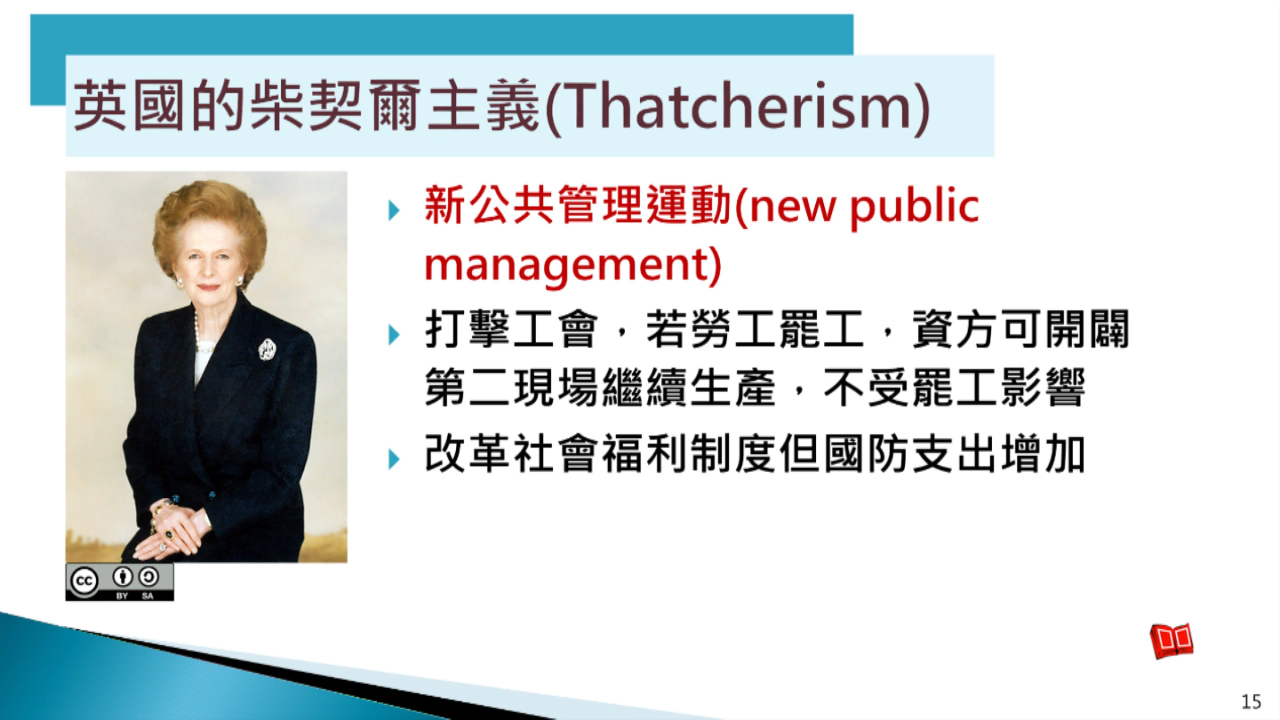 英國的柴契爾主義(Thatcherism)
新公共管理運動(new public
management)
打擊工會，若勞工罷工，資方可開闢
第二現場繼續生產，不受罷工影響
改革社會福利制度但國防支出增加
cc BY SA
15